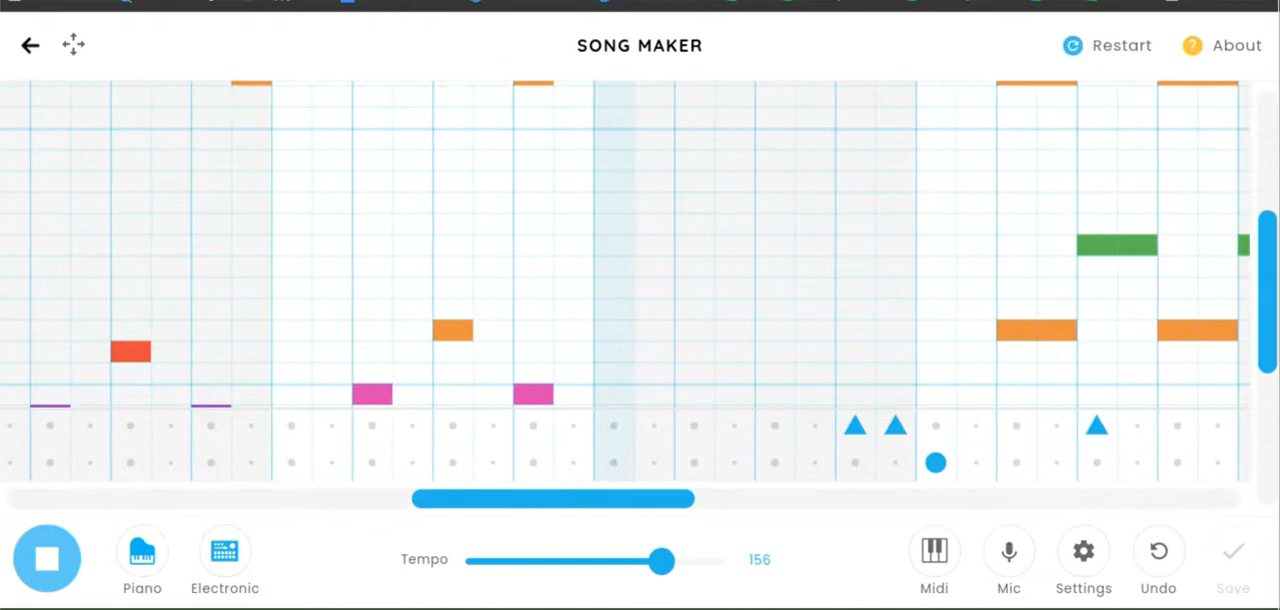 SONG MAKER
Restart
? About
Piano
Electronic
Tempo
156
Midi
Mic
Settings
Undo
Save